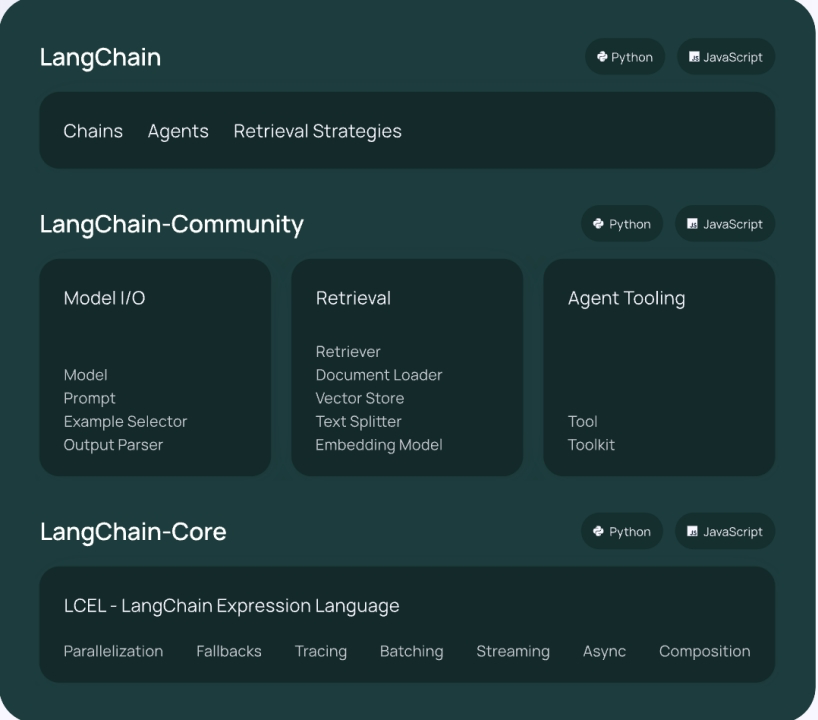 LangChain
Python
JavaScript
Chains Agents Retrieval Strategies
LangChain-Community
Python
JavaScript
Model I/O
Model
Prompt
Example Selector
Output Parser
Retrieval
Retriever
Document Loader
Vector Store
Text Splitter
Embedding Model
Agent Tooling
Tool
Toolkit
LangChain-Core
Python
JavaScript
LCEL - LangChain Expression Language
Parallelization Fallbacks Tracing Batching Streaming Async Composition